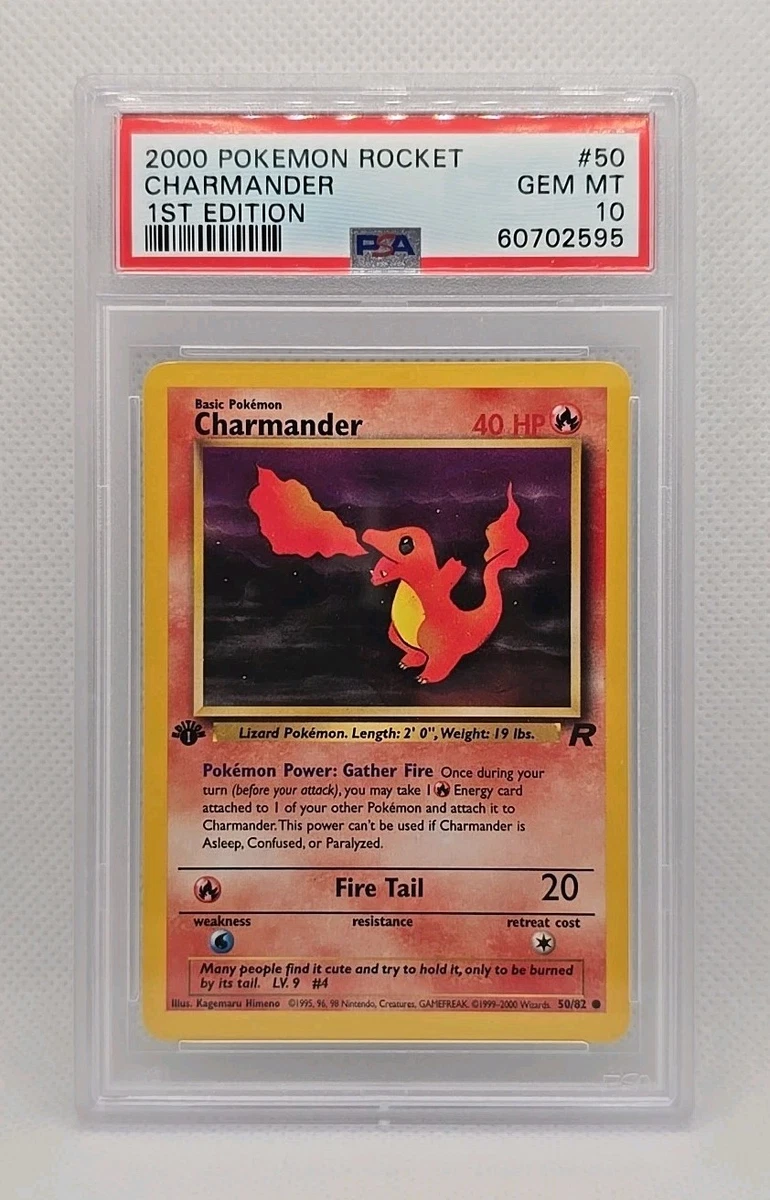 2000 POKEMON ROCKET #50
CHARMANDER GEM MT
1ST EDITION 10
PSA 60702595
Basic Pokémon
Charmander 40 HP
EDITION
1
Lizard Pokémon. Length: 2' 0", Weight: 19 lbs.
R
Pokémon Power: Gather Fire Once during your
turn (before your attack), you may take 1 Energy card
attached to 1 of your other Pokémon and attach it to
Charmander. This power can't be used if Charmander is
Asleep, Confused, or Paralyzed.
Fire Tail 20
weakness resistance retreat cost
Many people find it cute and try to hold it, only to be burned
by its tail. LV. 9 #4
Illus. Kagemaru Himeno ©1995, 96, 98 Nintendo, Creatures, GAMEFREAK. ©1999-2000 Wizards. 50/82
PSA